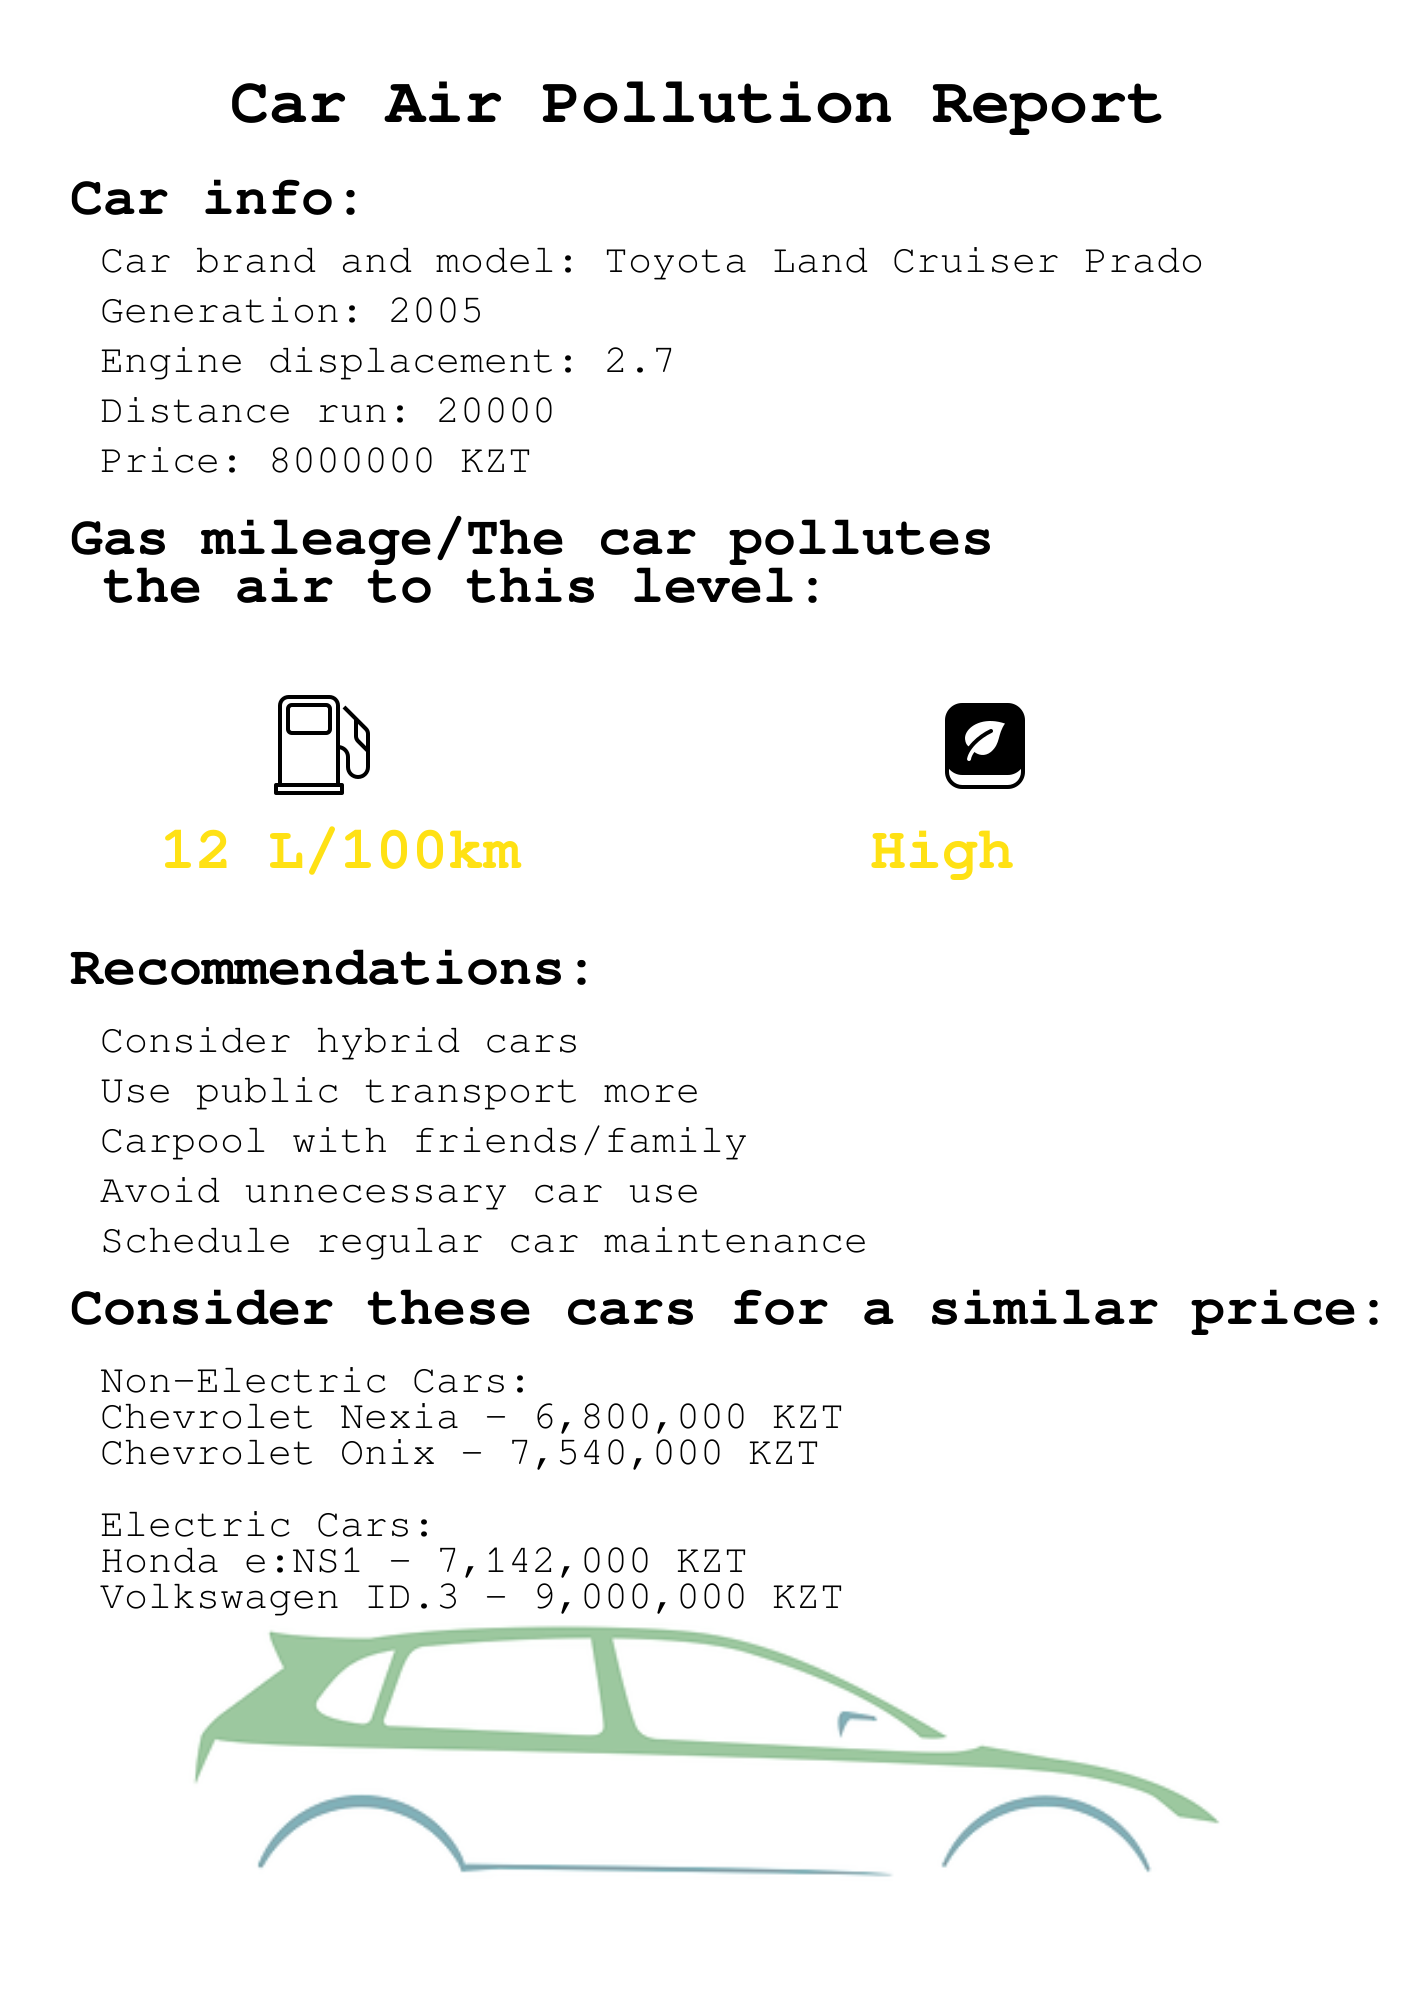 Car Air Pollution Report
Car info:
Car brand and model: Toyota Land Cruiser Prado
Generation: 2005
Engine displacement: 2.7
Distance run: 20000
Price: 8000000 KZT
Gas mileage/The car pollutes
the air to this level:
12 L/100km
High
Recommendations:
Consider hybrid cars
Use public transport more
Carpool with friends/family
Avoid unnecessary car use
Schedule regular car maintenance
Consider these cars for a similar price:
Non-Electric Cars:
Chevrolet Nexia - 6,800,000 KZT
Chevrolet Onix - 7,540,000 KZT
Electric Cars:
Honda e:NS1 - 7,142,000 KZT
Volkswagen ID.3 - 9,000,000 KZT